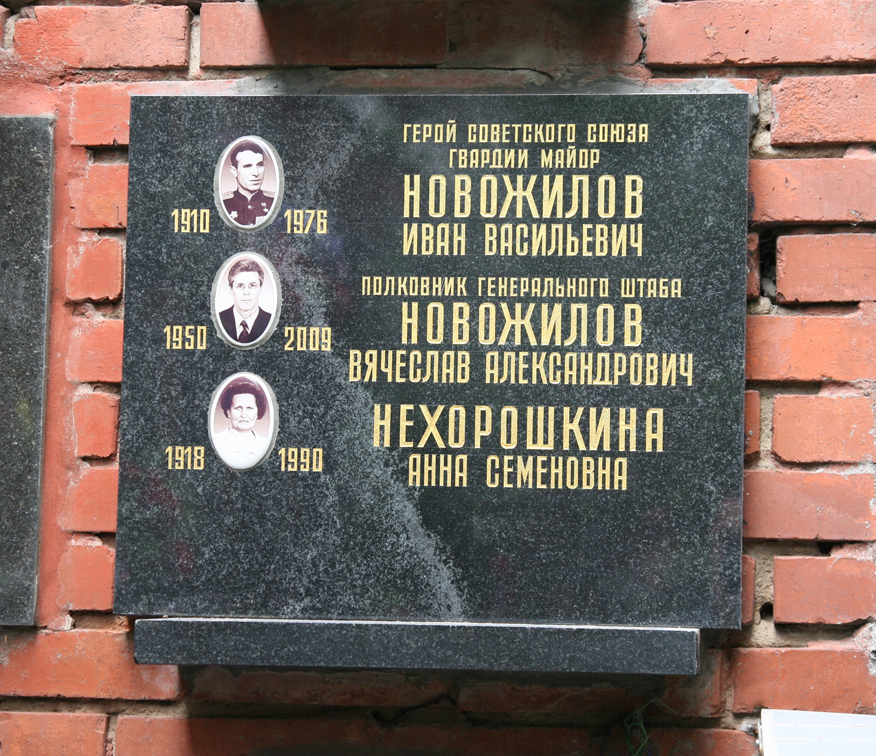 ГЕРОЙ СОВЕТСКОГО СОЮЗА
ГВАРДИИ МАЙОР
НОВОЖИЛОВ
1910 1976
ИВАН ВАСИЛЬЕВИЧ
ПОЛКОВНИК ГЕНЕРАЛЬНОГО ШТАБА
НОВОЖИЛОВ
1950 2009
ВЯЧЕСЛАВ АЛЕКСАНДРОВИЧ
НЕХОРОШКИНА
1918 1990
АННА СЕМЕНОВНА